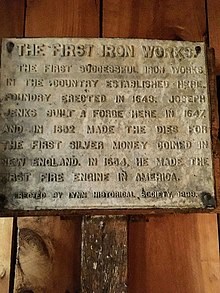 THE FIRST IRON WORKS.
THE FIRST SUCCESSFUL IRON WORKS
IN THE COUNTRY ESTABLISHED HERE.
FOUNDRY ERECTED IN 1643. JOSEPH
JENKS BUILT A FORGE HERE IN 1647
AND IN 1652 MADE THE DIES FOR
THE FIRST SILVER MONEY COINED IN
NEW ENGLAND. IN 1654, HE MADE THE
FIRST FIRE ENGINE IN AMERICA.
ERECTED BY LYNN HISTORICAL SOCIETY,